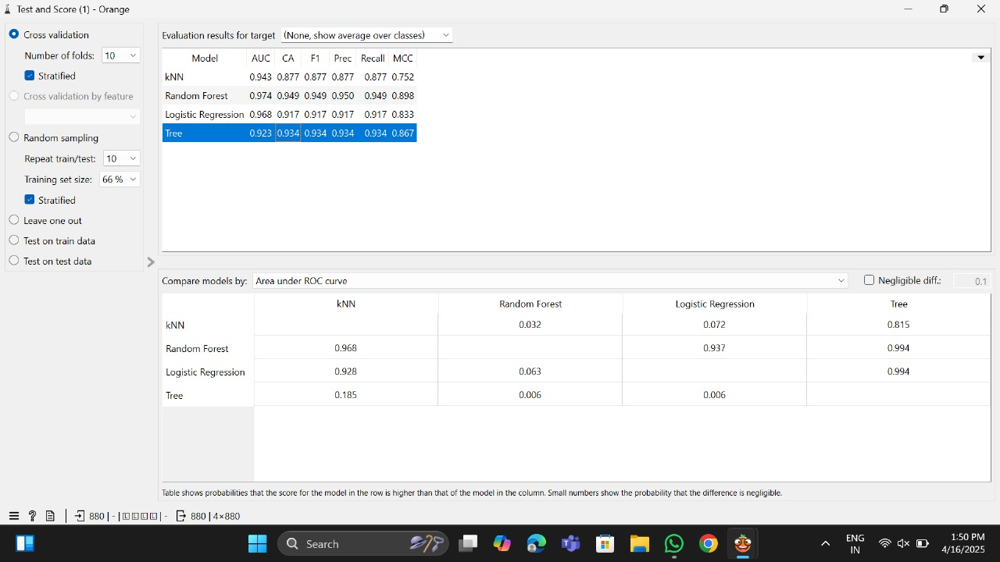 Test and Score (1) - Orange
Cross validation
Number of folds: 10
Stratified
Cross validation by feature
Random sampling
Repeat train/test: 10
Training set size: 66 %
Stratified
Leave one out
Test on train data
Test on test data
Evaluation results for target (None, show average over classes)
Model AUC CA F1 Prec Recall MCC
kNN 0.943 0.877 0.877 0.877 0.877 0.752
Random Forest 0.974 0.949 0.949 0.950 0.949 0.898
Logistic Regression 0.968 0.917 0.917 0.917 0.917 0.833
Tree 0.923 0.934 0.934 0.934 0.934 0.867
Compare models by: Area under ROC curve Negligible diff.: 0.1
kNN Random Forest Logistic Regression Tree
kNN 0.032 0.072 0.815
Random Forest 0.968 0.937 0.994
Logistic Regression 0.928 0.063 0.994
Tree 0.185 0.006 0.006
Table shows probabilities that the score for the model in the row is higher than that of the model in the column. Small numbers show the probability that the difference is negligible.
880 | - | - 880 | 4×880
Search
ENG
IN
1:50 PM
4/16/2025